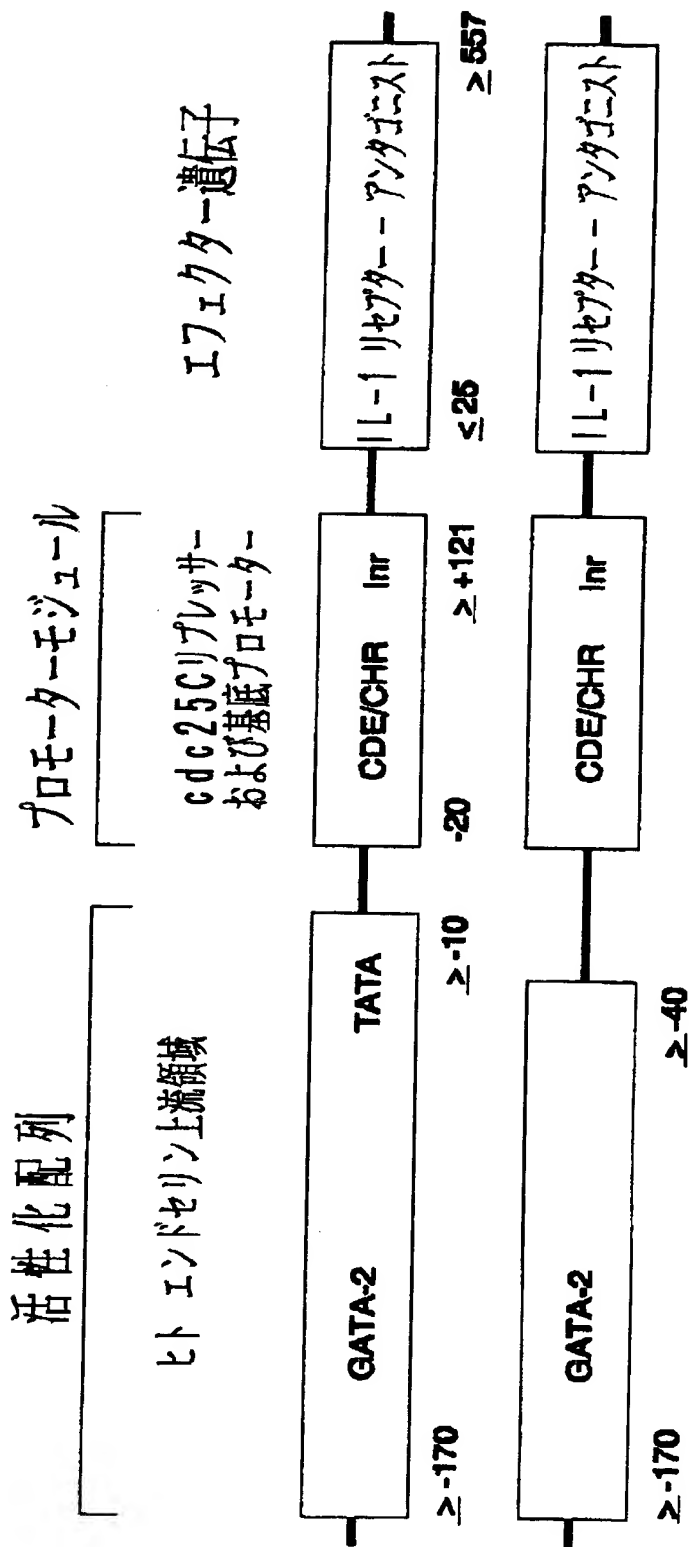 活性化配列
プロモーターモジュール
エフェクター遺伝子
ヒト エンドセリン上流領域
cdc25Cリプレッサー
および基底プロモーター
GATA-2 TATA
CDE/CHR Inr
IL-1 リセプター－アンタゴニスト
≥-170 ≥-10 -20 ≥+121 ≤25 ≥557
GATA-2
CDE/CHR Inr
IL-1 リセプター－アンタゴニスト
≥-170 ≥-40